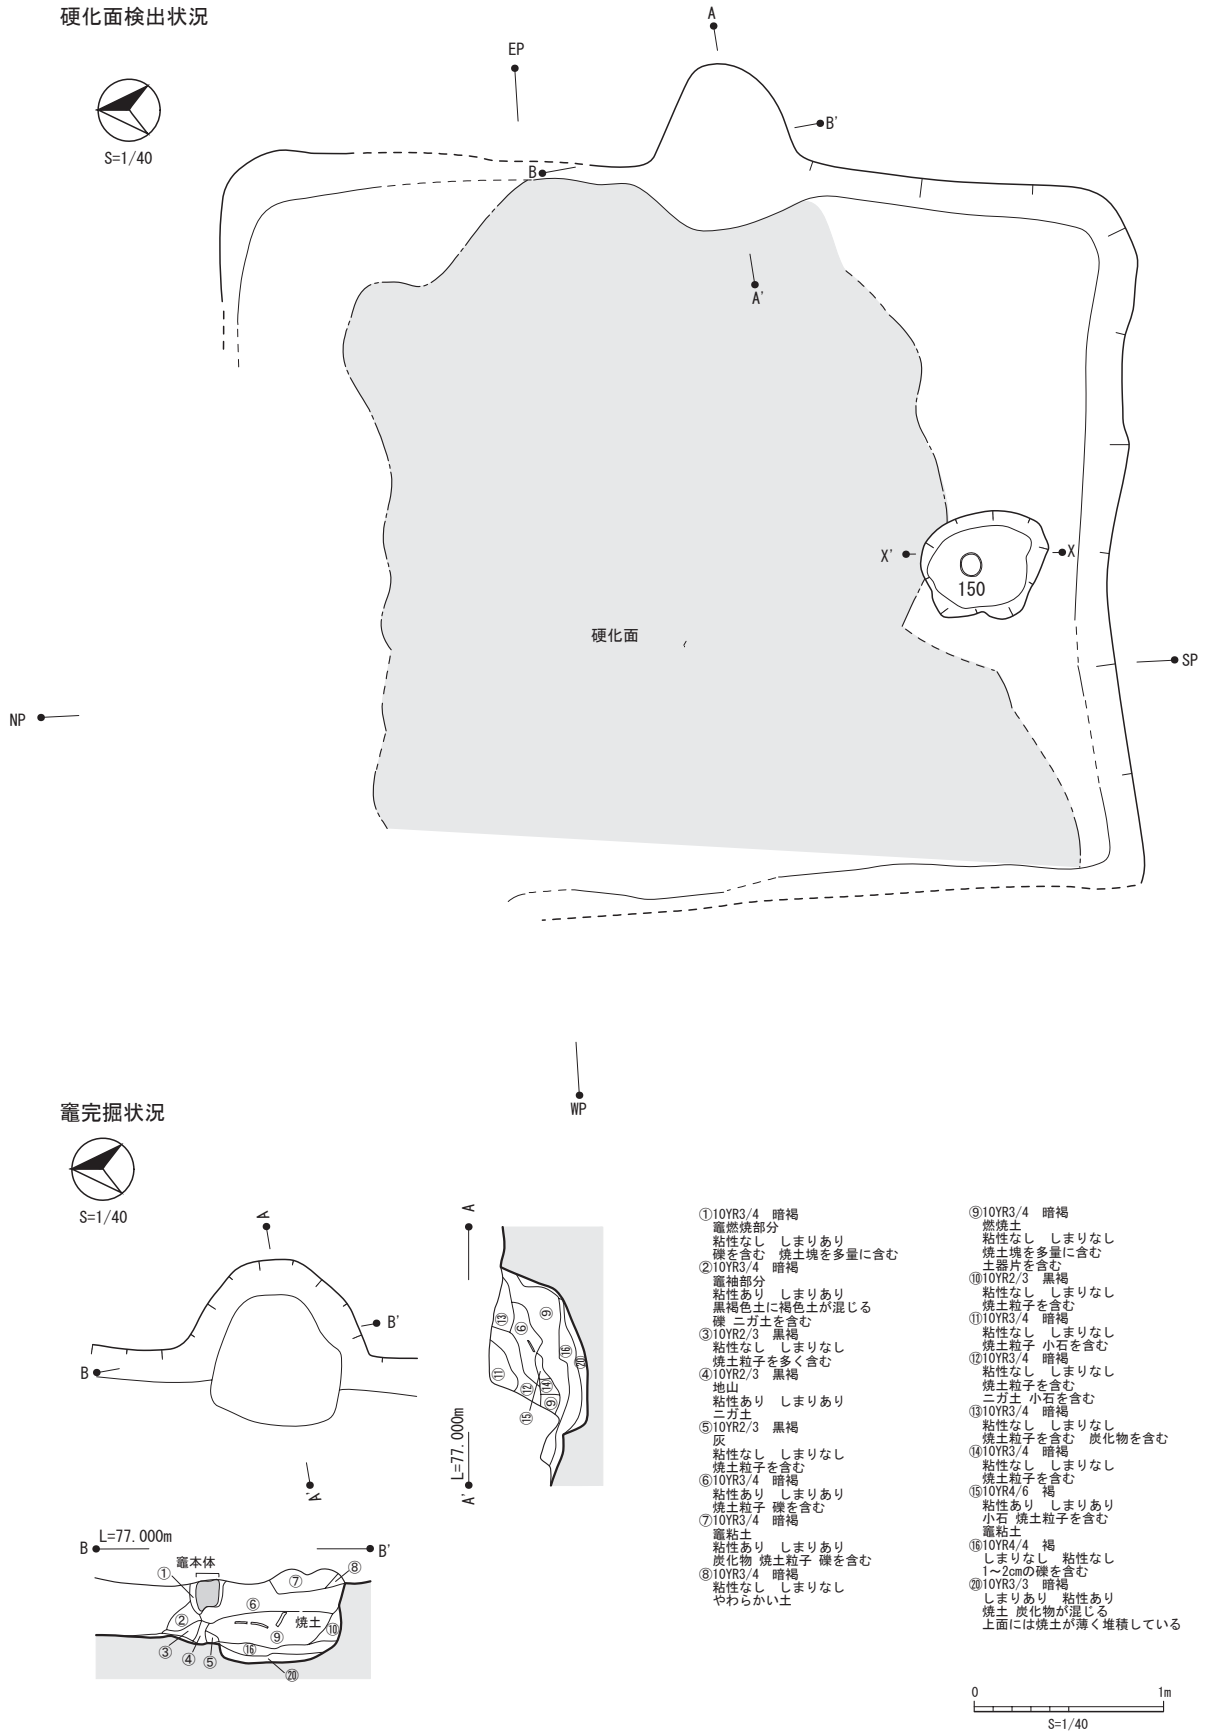 硬化面検出状況
A
EP
S=1/40
B'
B
A'
X'
X
150
硬化面
SP
NP
WP
竈完掘状況
S=1/40
A
B'
B
A'
A
⑬
⑥
⑨
⑯
⑳
⑪
⑫
⑭
⑨
⑮
L=77.000m
A'
L=77.000m
B
B'
竈本体
①
⑦
⑧
⑥
②
焼土
⑨
⑩
③
④
⑤
⑯
⑳
①10YR3/4 暗褐
竈燃焼部分
粘性なし しまりあり
礫を含む 焼土塊を多量に含む
②10YR3/4 暗褐
竈袖部分
粘性あり しまりあり
黒褐色土に褐色土が混じる
礫 ニガ土を含む
③10YR2/3 黒褐
粘性なし しまりなし
焼土粒子を多く含む
④10YR2/3 黒褐
地山
粘性あり しまりあり
ニガ土
⑤10YR2/3 黒褐
灰
粘性なし しまりなし
焼土粒子を含む
⑥10YR3/4 暗褐
粘性あり しまりあり
焼土粒子 礫を含む
⑦10YR3/4 暗褐
竈粘土
粘性あり しまりあり
炭化物 焼土粒子 礫を含む
⑧10YR3/4 暗褐
粘性なし しまりなし
やわらかい土
⑨10YR3/4 暗褐
燃焼土
粘性なし しまりなし
焼土塊を多量に含む
土器片を含む
⑩10YR2/3 黒褐
粘性なし しまりなし
焼土粒子を含む
⑪10YR3/4 暗褐
粘性なし しまりなし
焼土粒子 小石を含む
⑫10YR3/4 暗褐
粘性なし しまりなし
焼土粒子を含む
ニガ土 小石を含む
⑬10YR3/4 暗褐
粘性なし しまりなし
焼土粒子を含む 炭化物を含む
⑭10YR3/4 暗褐
粘性なし しまりなし
焼土粒子を含む
⑮10YR4/6 褐
粘性あり しまりあり
小石 焼土粒子を含む
竈粘土
⑯10YR4/4 褐
しまりなし 粘性なし
1～2cmの礫を含む
⑳10YR3/3 暗褐
しまりあり 粘性あり
焼土 炭化物が混じる
上面には焼土が薄く堆積している
0
1m
S=1/40